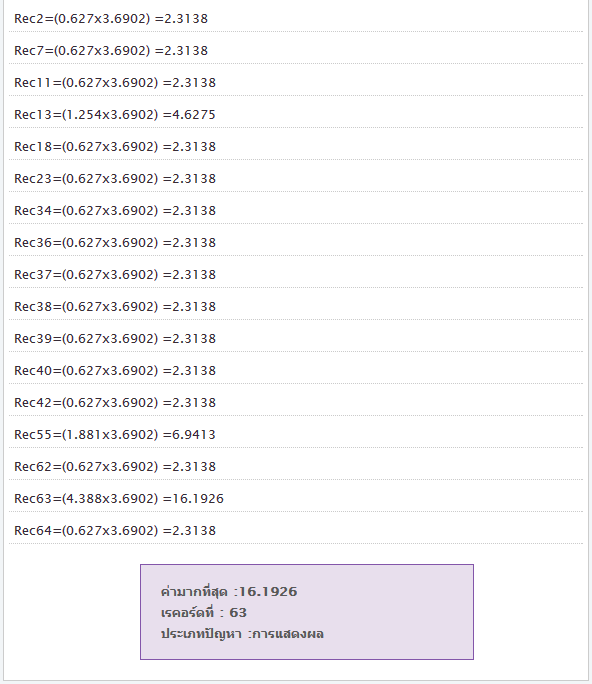 Rec2=(0.627x3.6902) =2.3138
Rec7=(0.627x3.6902) =2.3138
Rec11=(0.627x3.6902) =2.3138
Rec13=(1.254x3.6902) =4.6275
Rec18=(0.627x3.6902) =2.3138
Rec23=(0.627x3.6902) =2.3138
Rec34=(0.627x3.6902) =2.3138
Rec36=(0.627x3.6902) =2.3138
Rec37=(0.627x3.6902) =2.3138
Rec38=(0.627x3.6902) =2.3138
Rec39=(0.627x3.6902) =2.3138
Rec40=(0.627x3.6902) =2.3138
Rec42=(0.627x3.6902) =2.3138
Rec55=(1.881x3.6902) =6.9413
Rec62=(0.627x3.6902) =2.3138
Rec63=(4.388x3.6902) =16.1926
Rec64=(0.627x3.6902) =2.3138
ค่ามากที่สุด :16.1926
เรคอร์ดที่ : 63
ประเภทปัญหา :การแสดงผล